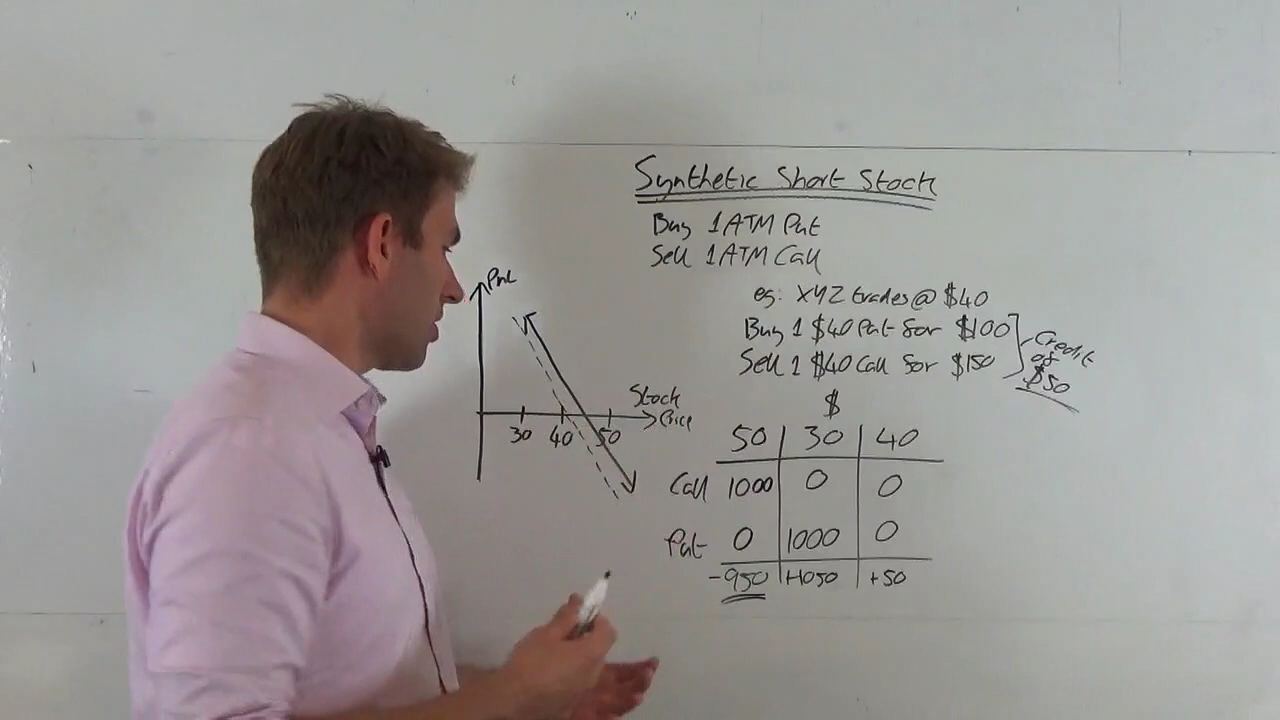 Synthetic Short Stock
Buy 1 ATM Put
Sell 1 ATM Call
eg: XYZ trades @ $40
Buy 1 $40 Put for $100
Sell 1 $40 Call for $150
Credit
of
$50
PnL
Stock
Price
30 40 50
$
50 30 40
Call 1000 0 0
Put 0 1000 0
-950 +1050 +50